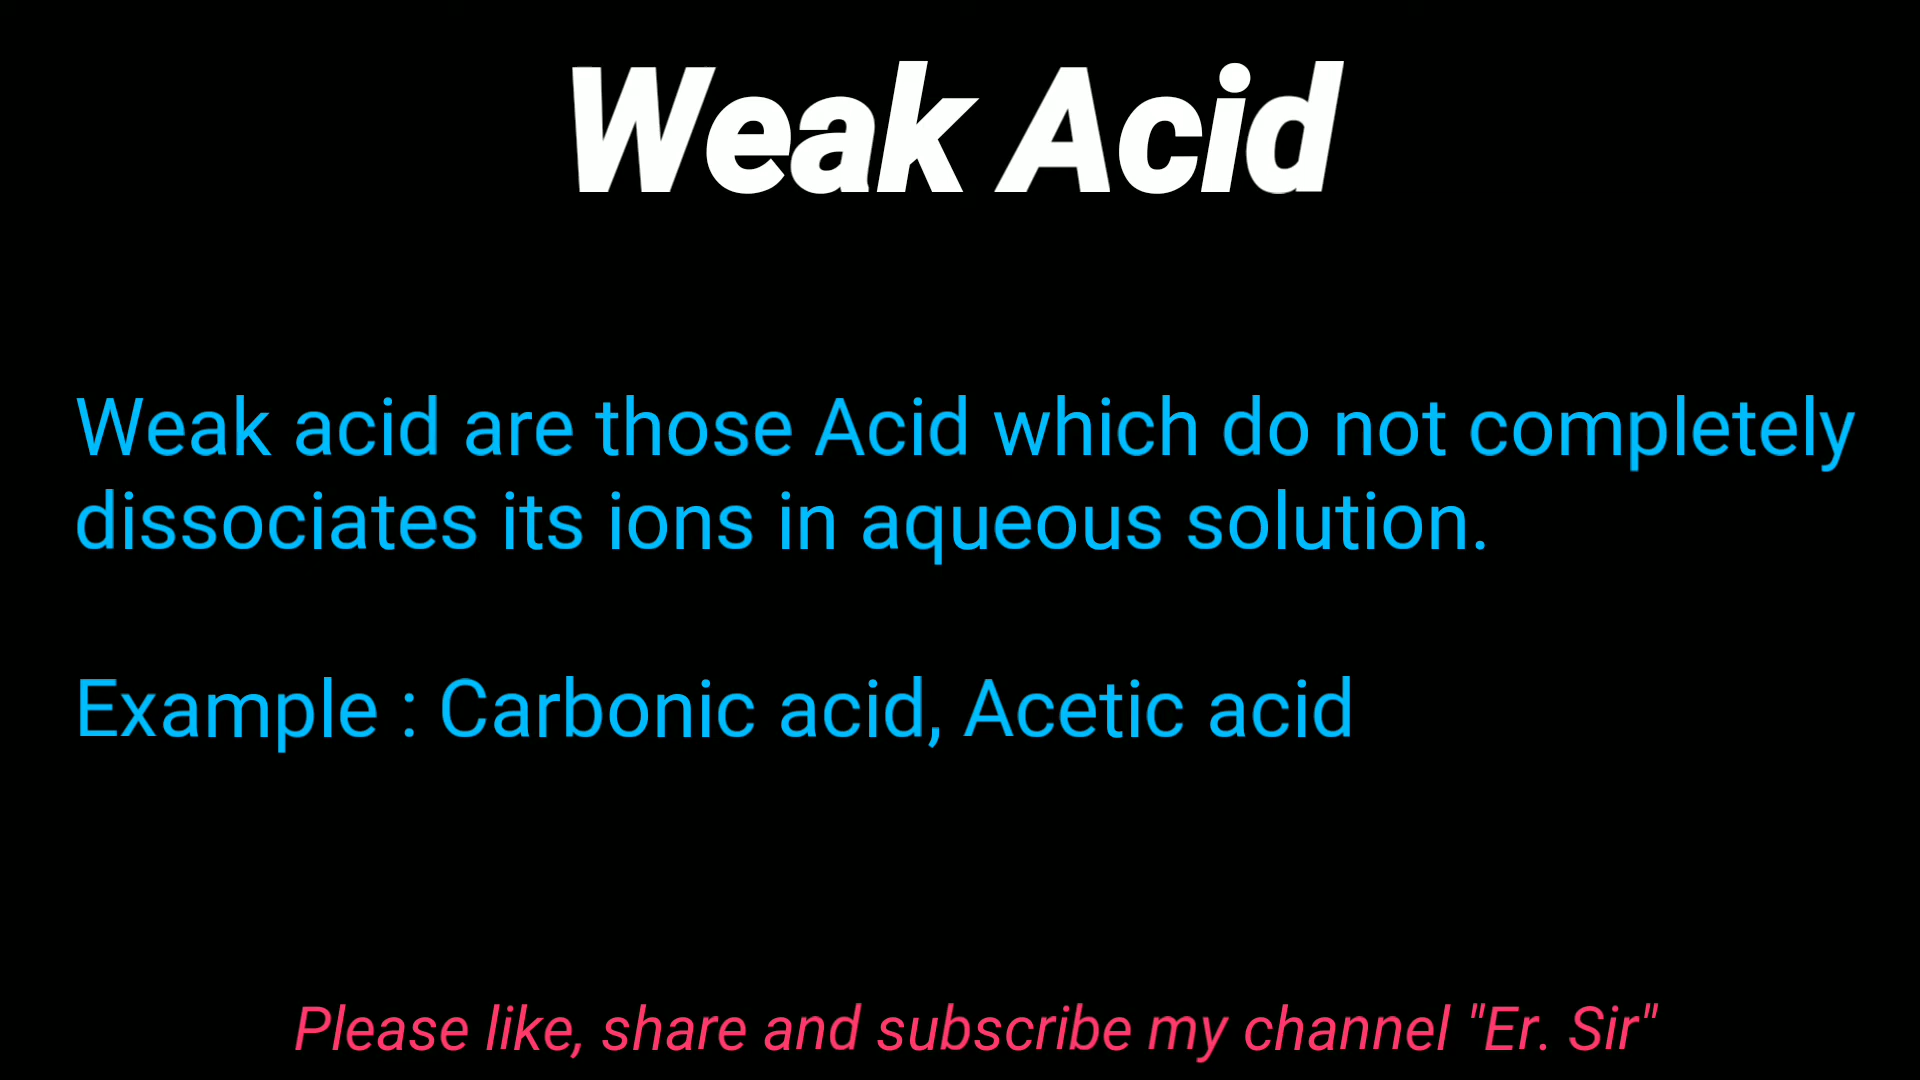 Weak Acid
Weak acid are those Acid which do not completely
dissociates its ions in aqueous solution.
Example : Carbonic acid, Acetic acid
Please like, share and subscribe my channel "Er. Sir"